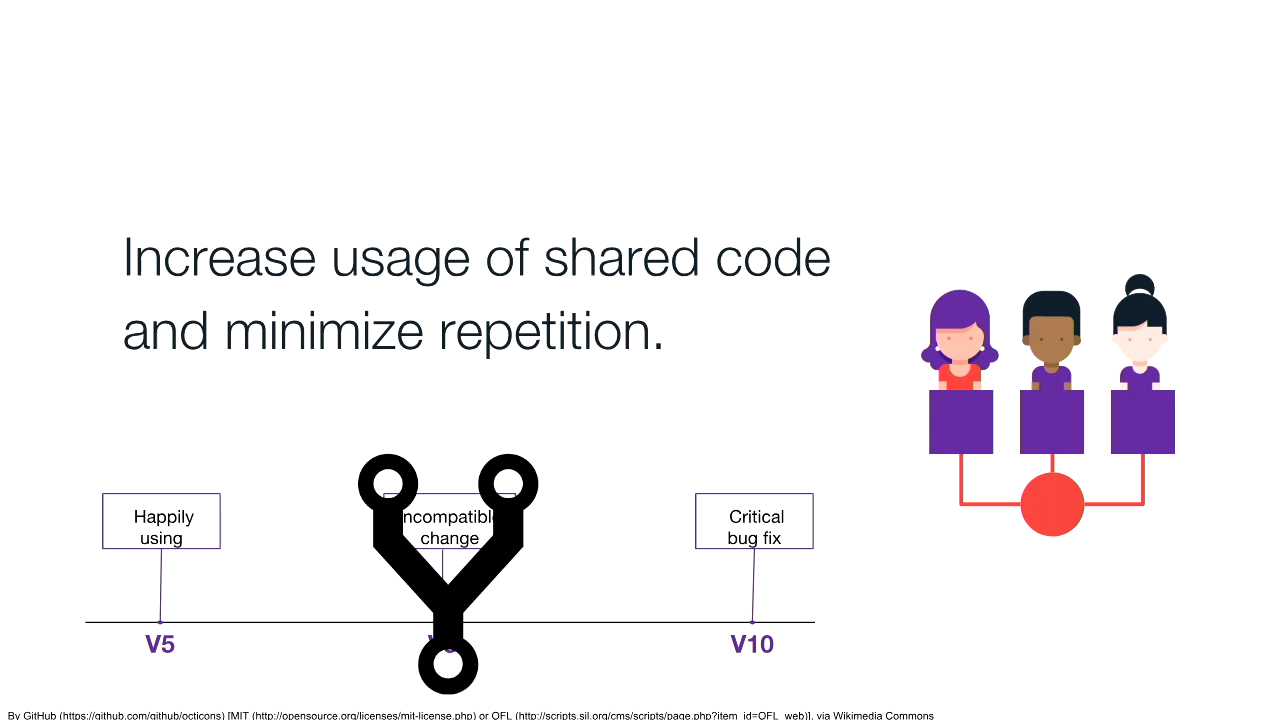 Increase usage of shared code
and minimize repetition.
Happily
using
change
Critical
bug fix
V5
V10
By GitHub (https://github.com/github/octicons) [MIT (http://opensource.org/licenses/mit-license.php) or OFL (http://scripts.sil.org/cms/scripts/page.php?item_id=OFL_web)], via Wikimedia Commons